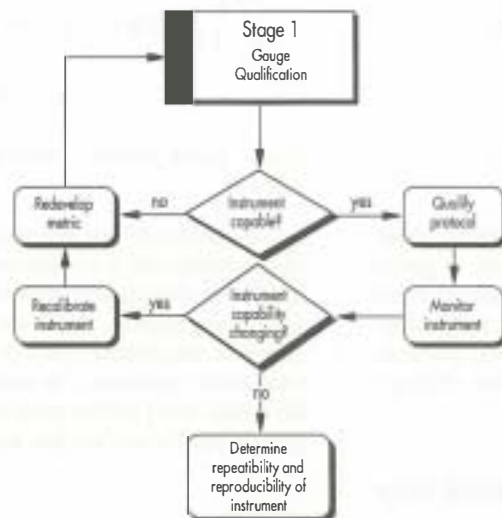 Stage 1
Gauge
Qualification
Redevelop
metric
no
Instrument
capable?
yes
Qualify
protocol
Recalibrate
instrument
yes
Instrument
capability
changing?
Monitor
instrument
no
Determine
repeatibility and
reproducibility of
instrument